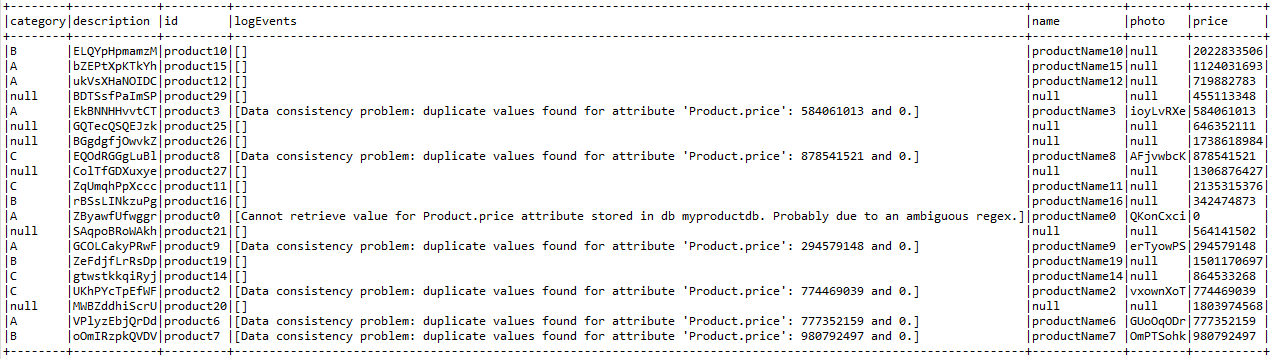 +--------+------------+---------+----------------------------------------------------------------------------------------------------------+-------------+--------+----------+
|category|description |id       |logEvents                                                                                                 |name         |photo   |price     |
+--------+------------+---------+----------------------------------------------------------------------------------------------------------+-------------+--------+----------+
|B       |ELQYpHpmamzM|product10|[]                                                                                                        |productName10|null    |2022833506|
|A       |bZEPtXpKTkYh|product15|[]                                                                                                        |productName15|null    |1124031693|
|A       |ukVsXHaNOIDC|product12|[]                                                                                                        |productName12|null    |719882783 |
|null    |BDTSsfPaImSP|product29|[]                                                                                                        |null         |null    |455113348 |
|A       |EkBNNHHvvtCT|product3 |[Data consistency problem: duplicate values found for attribute 'Product.price': 584061013 and 0.]        |productName3 |ioyLvRXe|584061013 |
|null    |GQTecQSQEJzk|product25|[]                                                                                                        |null         |null    |646352111 |
|null    |BGgdgfjOwvkZ|product26|[]                                                                                                        |null         |null    |1738618984|
|C       |EQOdRGGgLuBl|product8 |[Data consistency problem: duplicate values found for attribute 'Product.price': 878541521 and 0.]        |productName8 |AFjvwbcK|878541521 |
|null    |ColTfGDXuxye|product27|[]                                                                                                        |null         |null    |1306876427|
|C       |ZqUmqhPpXccc|product11|[]                                                                                                        |productName11|null    |2135315376|
|B       |rBSsLINkzuPg|product16|[]                                                                                                        |productName16|null    |342474873 |
|A       |ZByawfUfwggr|product0 |[Cannot retrieve value for Product.price attribute stored in db myproductdb. Probably due to an ambiguous regex.]|productName0 |QKonCxci|0         |
|null    |SAqpoBRoWAkh|product21|[]                                                                                                        |null         |null    |564141502 |
|A       |GCOLCakyPRwF|product9 |[Data consistency problem: duplicate values found for attribute 'Product.price': 294579148 and 0.]        |productName9 |erTyowPS|294579148 |
|B       |ZeFdjfLrRsDp|product19|[]                                                                                                        |productName19|null    |1501170697|
|C       |gtwstkkqiRyj|product14|[]                                                                                                        |productName14|null    |864533268 |
|C       |UKhPYcTpEfWF|product2 |[Data consistency problem: duplicate values found for attribute 'Product.price': 774469039 and 0.]        |productName2 |vxownXoT|774469039 |
|null    |MWBZddhiScrU|product20|[]                                                                                                        |null         |null    |1803974568|
|A       |VPlyzEbjQrDd|product6 |[Data consistency problem: duplicate values found for attribute 'Product.price': 777352159 and 0.]        |productName6 |GUoOqODr|777352159 |
|B       |oOmIRzpkQVDV|product7 |[Data consistency problem: duplicate values found for attribute 'Product.price': 980792497 and 0.]        |productName7 |OmPTSohk|980792497 |
+--------+------------+---------+----------------------------------------------------------------------------------------------------------+-------------+--------+----------+